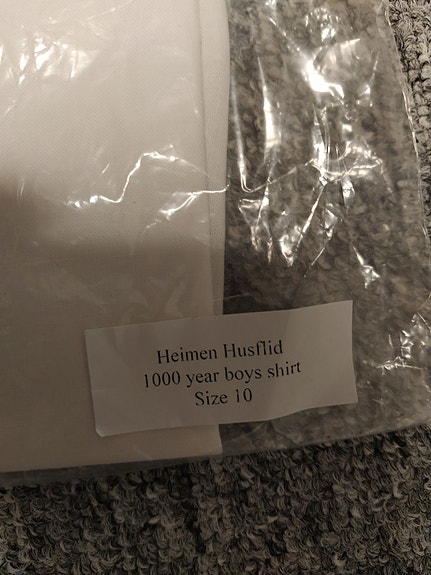 Heimen Husflid
1000 year boys shirt
Size 10